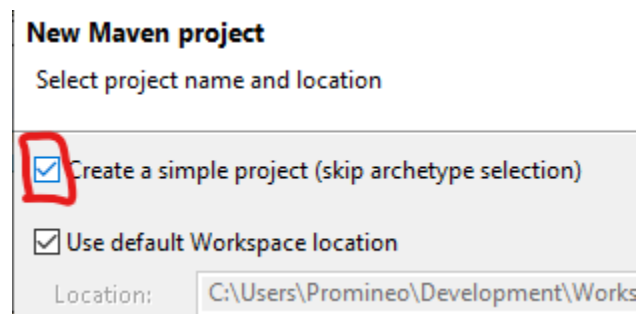 New Maven project
Select project name and location
Create a simple project (skip archetype selection)
Use default Workspace location
Location: C:\Users\Promineo\Development\Works